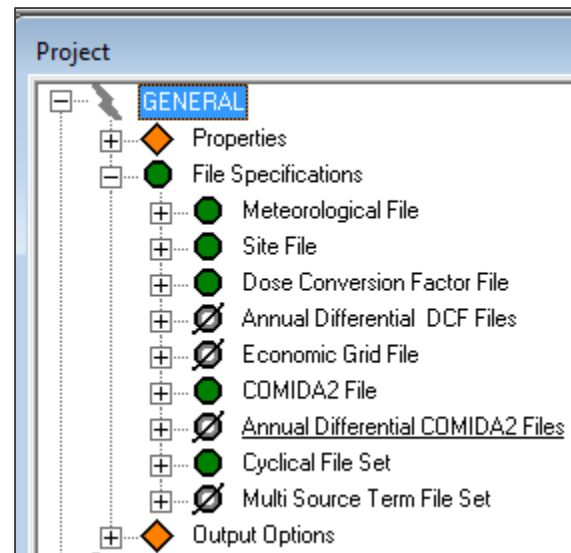 Project
GENERAL
Properties
File Specifications
Meteorological File
Site File
Dose Conversion Factor File
Annual Differential DCF Files
Economic Grid File
COMIDA2 File
Annual Differential COMIDA2 Files
Cyclical File Set
Multi Source Term File Set
Output Options